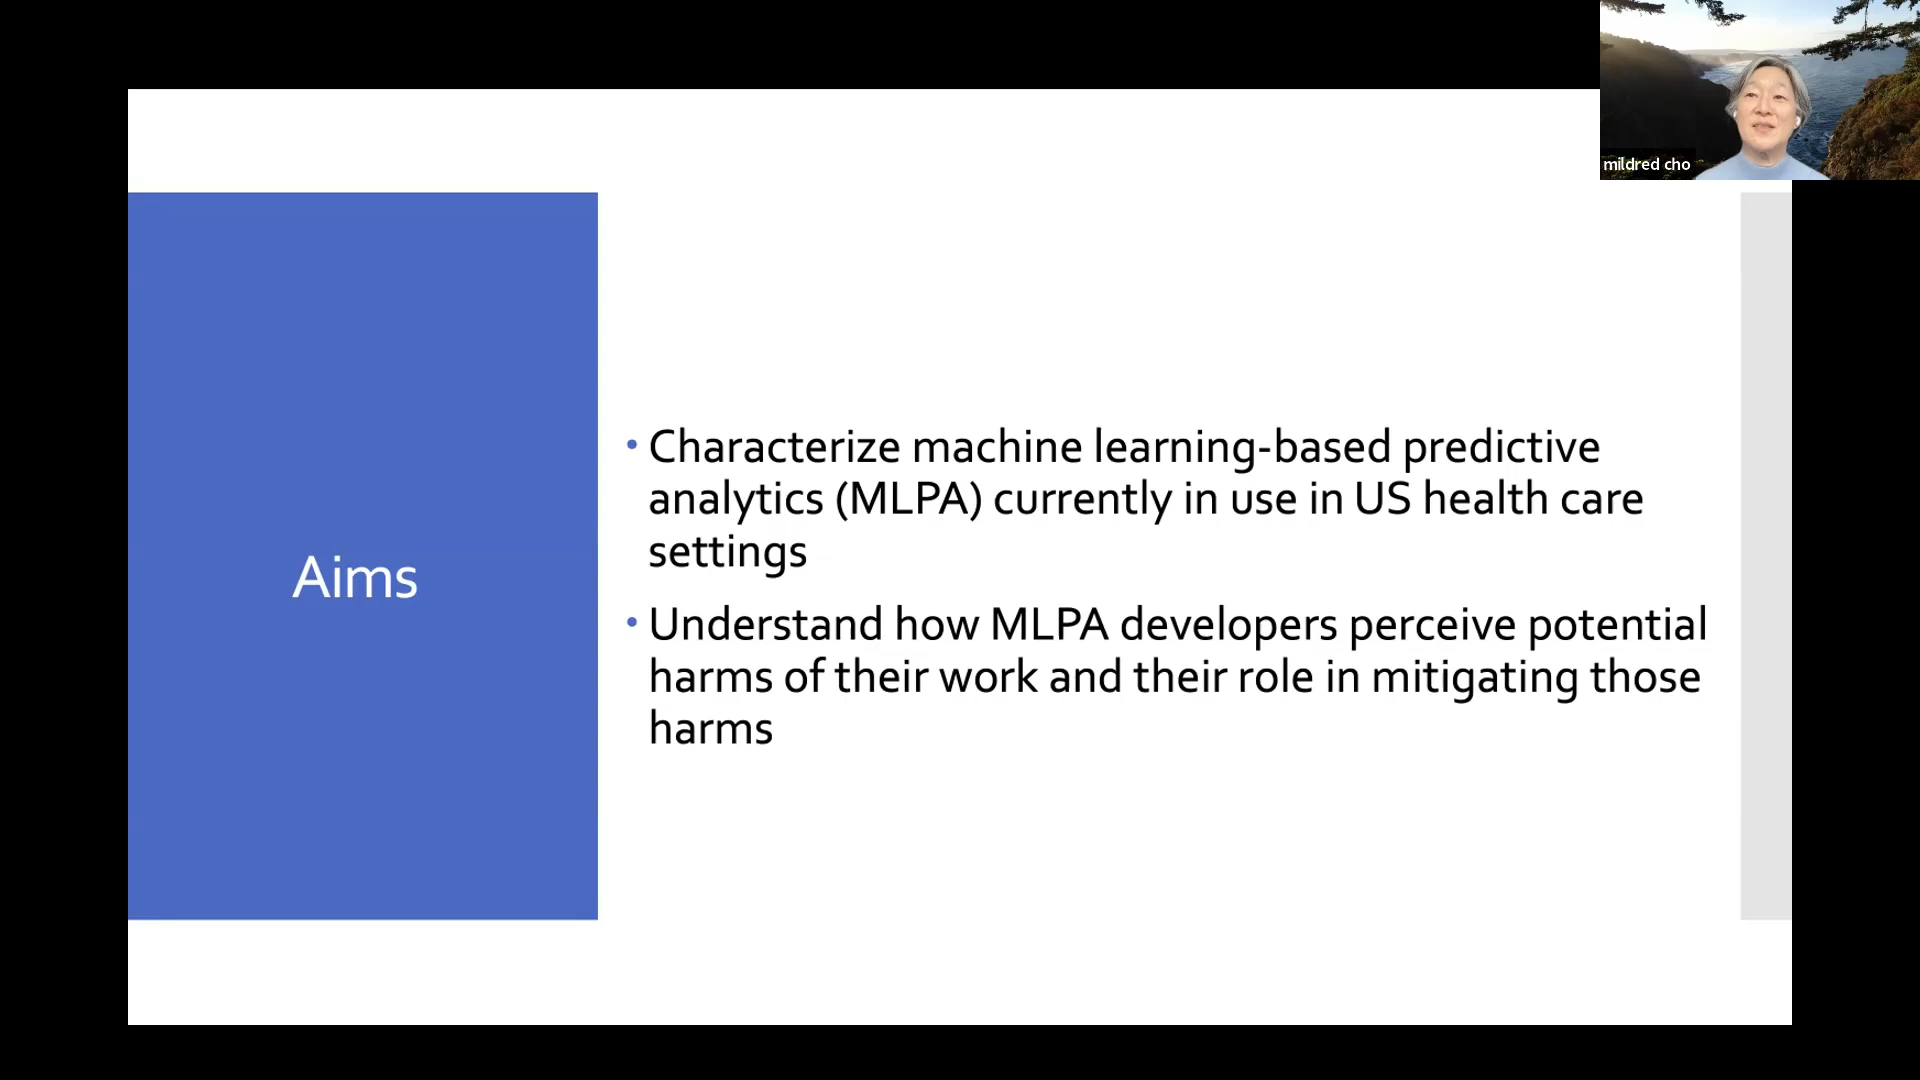 mildred cho
Aims
• Characterize machine learning-based predictive
analytics (MLPA) currently in use in US health care
settings
• Understand how MLPA developers perceive potential
harms of their work and their role in mitigating those
harms